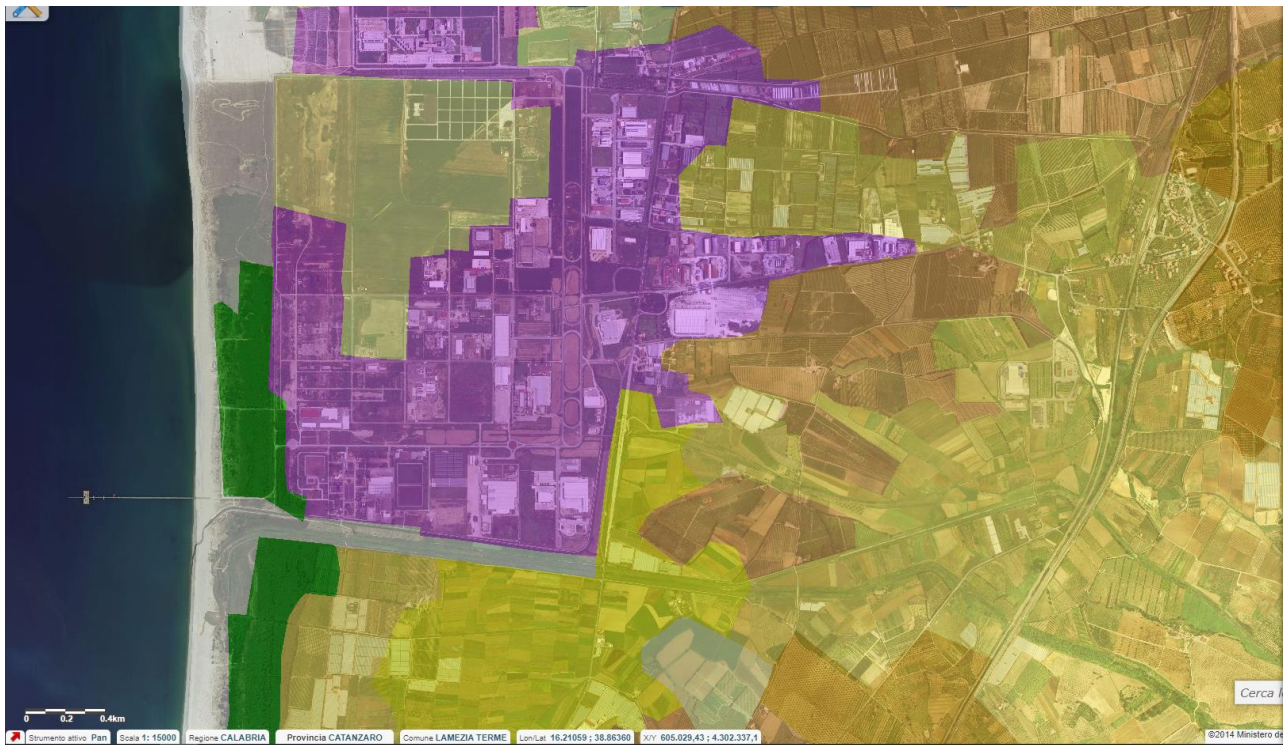 0 0.2 0.4km
Cerca l
Strumento attivo Pan Scala 1: 15000 Regione CALABRIA Provincia CATANZARO Comune LAMEZIA TERME Lon/Lat 16.21059 ; 38.86360 X/Y 605.029,43 ; 4.302.337,1 ©2014 Ministero de